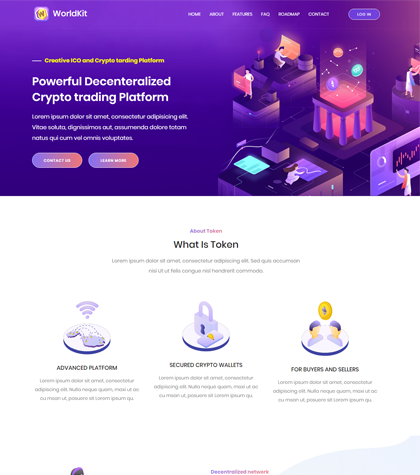 WorldKit
HOME ABOUT FEATURES FAQ ROADMAP CONTACT LOG IN
Creative ICO and Crypto tarding Platform
Powerful Decenteralized
Crypto trading Platform
Lorem ipsum dolor sit amet, consectetur adipisicing elit.
Vitae soluta, dignissimos aut, assumenda dolore totam
natus qui cum vel omnis voluptates.
CONTACT US LEARN MORE
About Token
What Is Token
Lorem ipsum dolor sit amet, consectetur adipiscing elit. Sed quis accumsan
nisi Ut ut felis congue nisl hendrerit commodo.
ADVANCED PLATFORM
Lorem ipsum dolor sit amet, consectetur
adipiscing elit. Nulla neque quam, maxi ut ac
cu mean ut, posuere sit Lorem ipsum qu.
SECURED CRYPTO WALLETS
Lorem ipsum dolor sit amet, consectetur
adipiscing elit. Nulla neque quam, maxi ut ac
cu mean ut, posuere sit Lorem ipsum qu.
FOR BUYERS AND SELLERS
Lorem ipsum dolor sit amet, consectetur
adipiscing elit. Nulla neque quam, maxi ut ac
cu mean ut, posuere sit Lorem ipsum qu.
Decentralized network